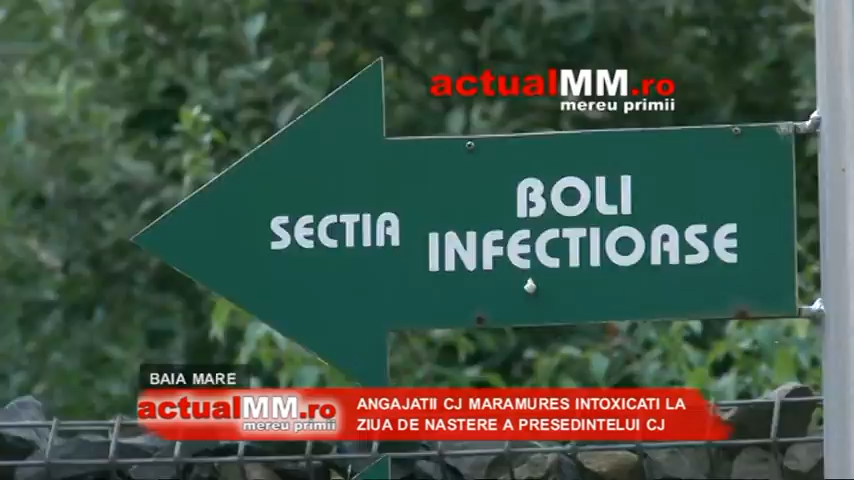 actualMM.ro
mereu primii
SECTIA
BOLI
INFECTIOASE
BAIA MARE
actualMM.ro
mereu primii
ANGAJATII CJ MARAMURES INTOXICATI LA
ZIUA DE NASTERE A PRESEDINTELUI CJ